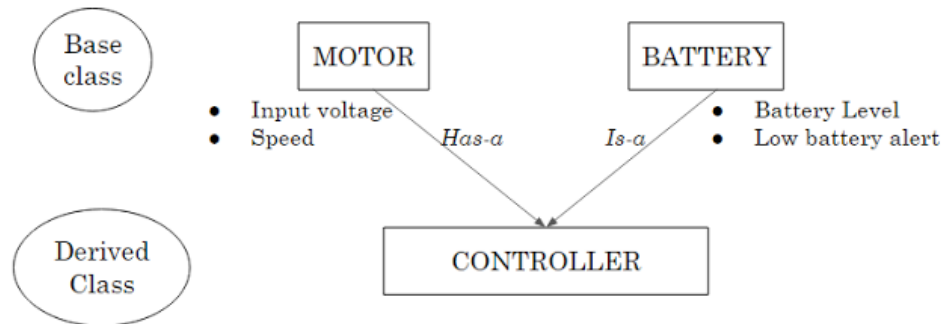 Base
class
MOTOR
BATTERY
● Input voltage
● Speed
Has-a
Is-a
● Battery Level
● Low battery alert
Derived
Class
CONTROLLER